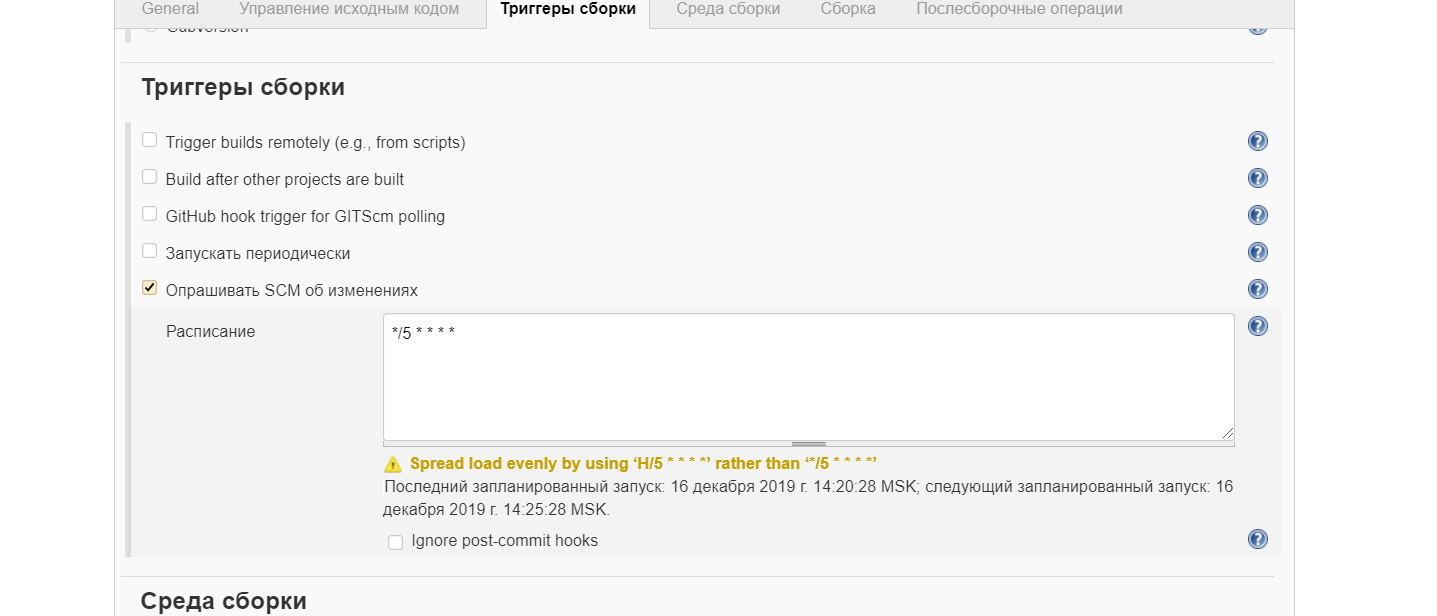 General Управление исходным кодом Триггеры сборки Среда сборки Сборка Послесборочные операции
Subversion
Триггеры сборки
Trigger builds remotely (e.g., from scripts)
Build after other projects are built
GitHub hook trigger for GITScm polling
Запускать периодически
Опрашивать SCM об изменениях
Расписание
*/5 * * * *
Spread load evenly by using ‘H/5 * * * *’ rather than ‘*/5 * * * *’
Последний запланированный запуск: 16 декабря 2019 г. 14:20:28 MSK; следующий запланированный запуск: 16
декабря 2019 г. 14:25:28 MSK.
Ignore post-commit hooks
Среда сборки